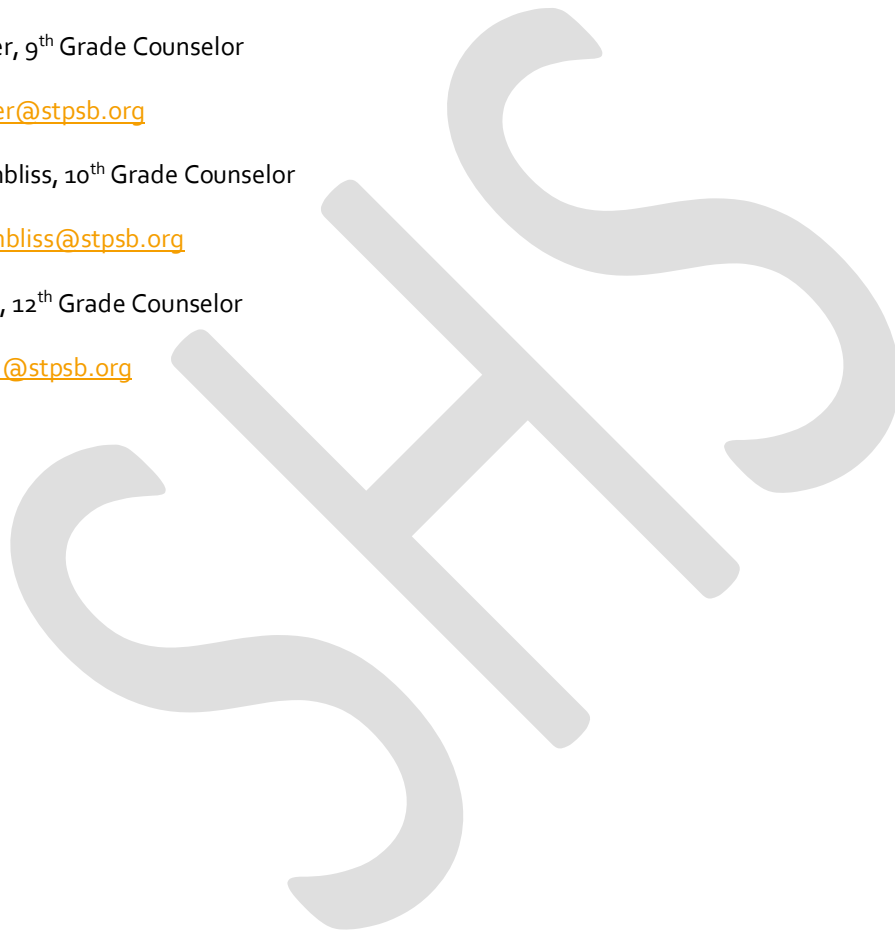 er, 9th Grade Counselor
er@stpsb.org
nbliss, 10th Grade Counselor
nbliss@stpsb.org
, 12th Grade Counselor
@stpsb.org
SHS